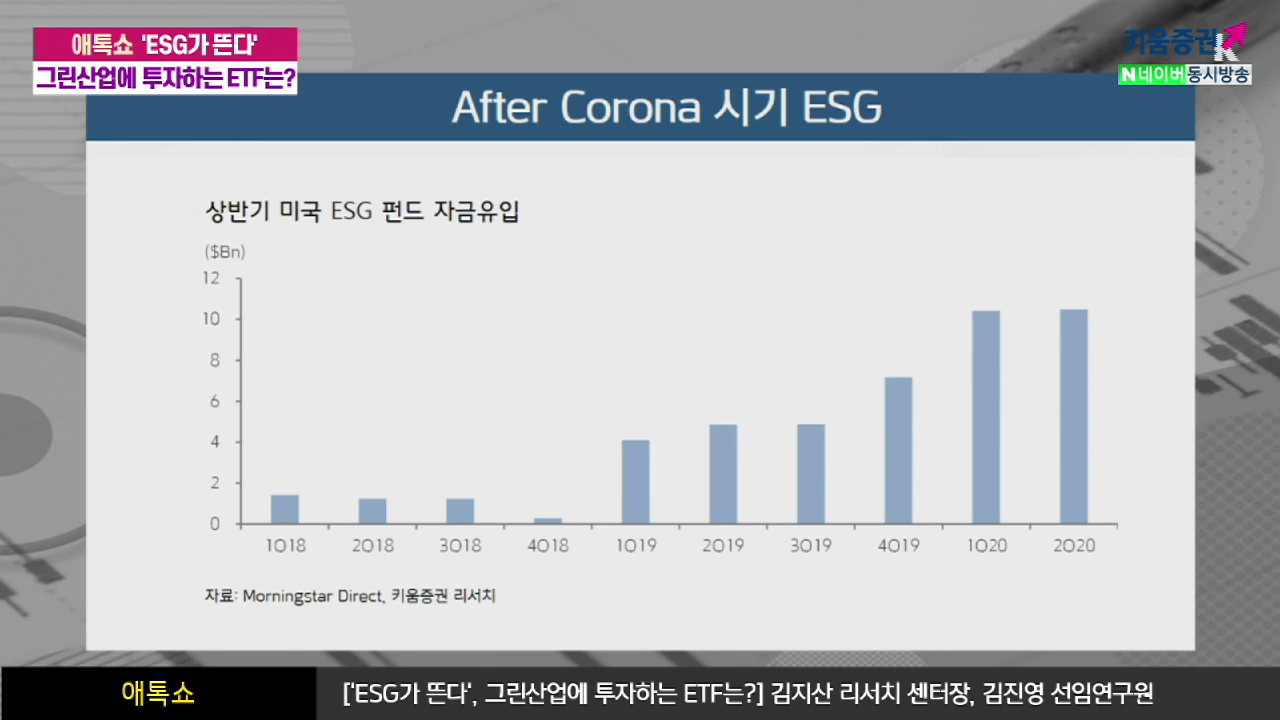 애톡쇼 'ESG가 뜬다'
그린산업에 투자하는 ETF는?
키움증권
N 네이버 동시방송
After Corona 시기 ESG
상반기 미국 ESG 펀드 자금유입
($Bn)
12
10
8
6
4
2
0
1Q18 2Q18 3Q18 4Q18 1Q19 2Q19 3Q19 4Q19 1Q20 2Q20
자료: Morningstar Direct, 키움증권 리서치
애톡쇼
['ESG가 뜬다', 그린산업에 투자하는 ETF는?] 김지산 리서치 센터장, 김진영 선임연구원